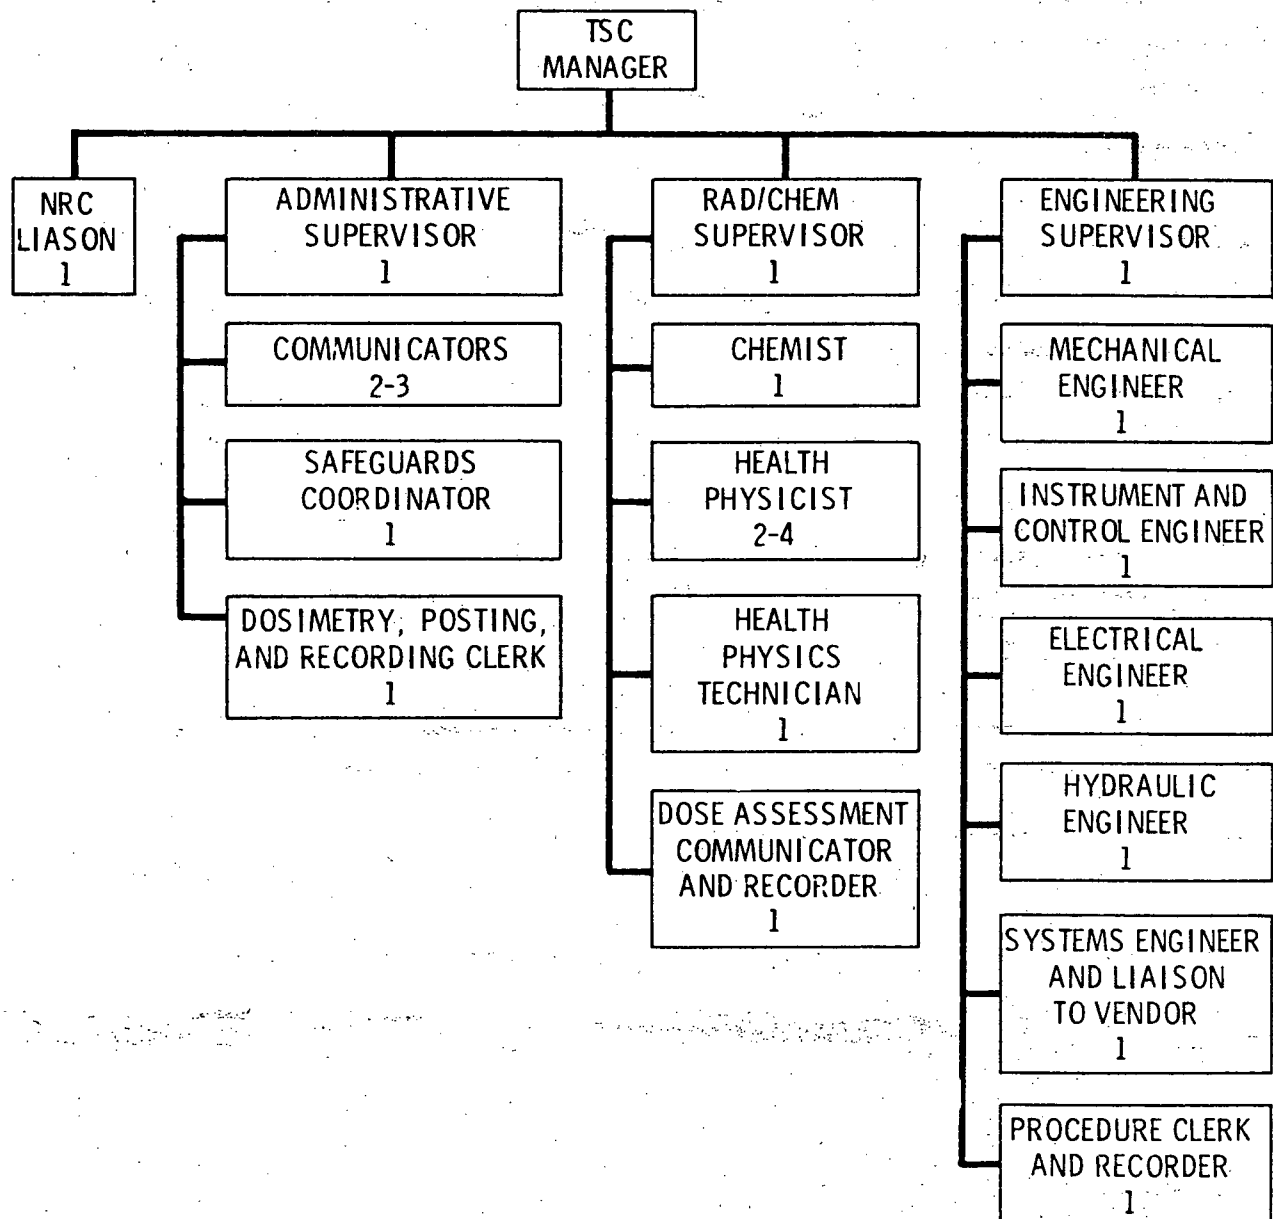 TSC
MANAGER
NRC
LIASON
1
ADMINISTRATIVE
SUPERVISOR
1
COMMUNICATORS
2-3
SAFEGUARDS
COORDINATOR
1
DOSIMETRY, POSTING,
AND RECORDING CLERK
1
RAD/CHEM
SUPERVISOR
1
CHEMIST
1
HEALTH
PHYSICIST
2-4
HEALTH
PHYSICS
TECHNICIAN
1
DOSE ASSESSMENT
COMMUNICATOR
AND RECORDER
1
ENGINEERING
SUPERVISOR
1
MECHANICAL
ENGINEER
1
INSTRUMENT AND
CONTROL ENGINEER
1
ELECTRICAL
ENGINEER
1
HYDRAULIC
ENGINEER
1
SYSTEMS ENGINEER
AND LIAISON
TO VENDOR
1
PROCEDURE CLERK
AND RECORDER
1